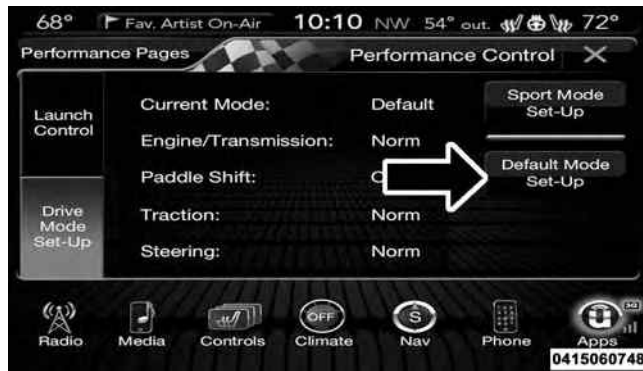 68° Fav. Artist On-Air 10:10 NW 54° out. 72°
Performance Pages Performance Control
Launch
Control
Current Mode: Default
Sport Mode
Set-Up
Engine/Transmission: Norm
Paddle Shift:
Default Mode
Set-Up
Drive
Mode
Set-Up
Traction: Norm
Steering: Norm
OFF
S
3G
Radio Media Controls Climate Nav Phone Apps
0415060748